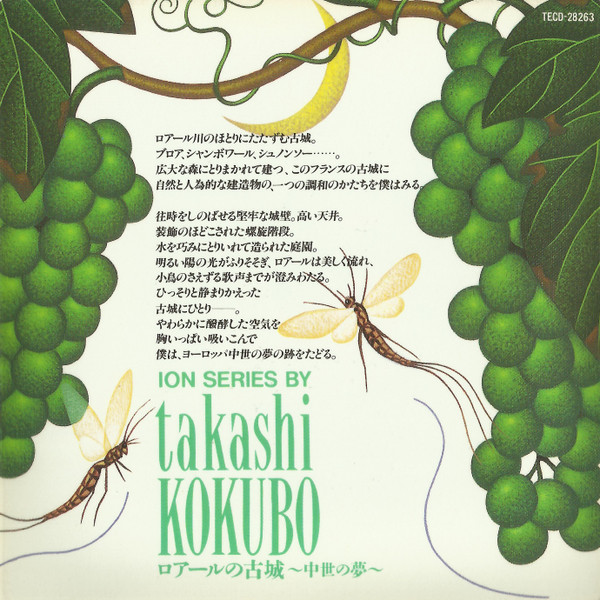 TECD-28263
ロアール川のほとりにたたずむ古城。
ブロア、シャンボワール、シュノンソー……。
広大な森にとりまかれて建つ、このフランスの古城に
自然と人為的な建造物の、一つの調和のかたちを僕はみる。
往時をしのばせる堅牢な城壁。高い天井。
装飾のほどこされた螺旋階段。
水を巧みにとりいれて造られた庭園。
明るい陽の光がふりそそぎ、ロアールは美しく流れ、
小鳥のさえずる歌声までが澄みわたる。
ひっそりと静まりかえった
古城にひとり——。
やわらかに醗酵した空気を
胸いっぱい吸いこんで
僕は、ヨーロッパ中世の夢の跡をたどる。
ION SERIES BY
takashi
KOKUBO
ロアールの古城 〜中世の夢〜